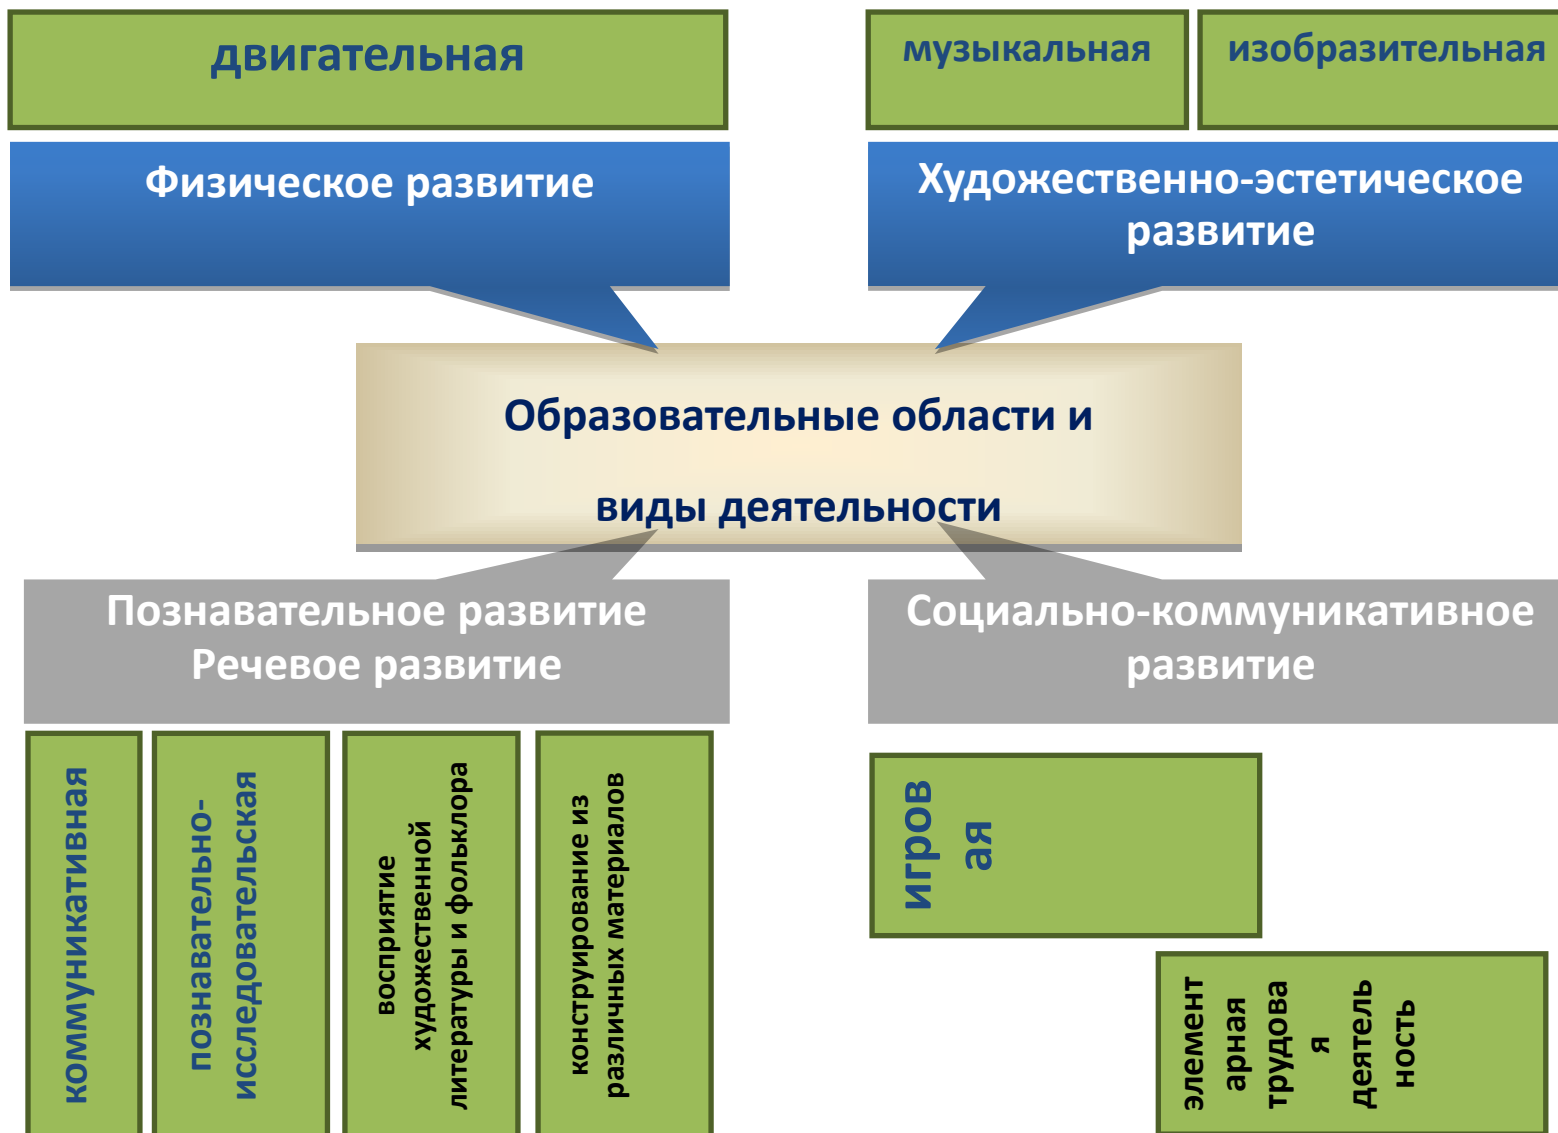 двигательная
музыкальная
изобразительная
Физическое развитие
Художественно-эстетическое
развитие
Образовательные области и
виды деятельности
Познавательное развитие
Речевое развитие
Социально-коммуникативное
развитие
коммуникативная
познавательно-
исследовательская
восприятие
художественной
литературы и фольклора
конструирование из
различных материалов
игров
ая
элемент
арная
трудова
я
деятель
ность